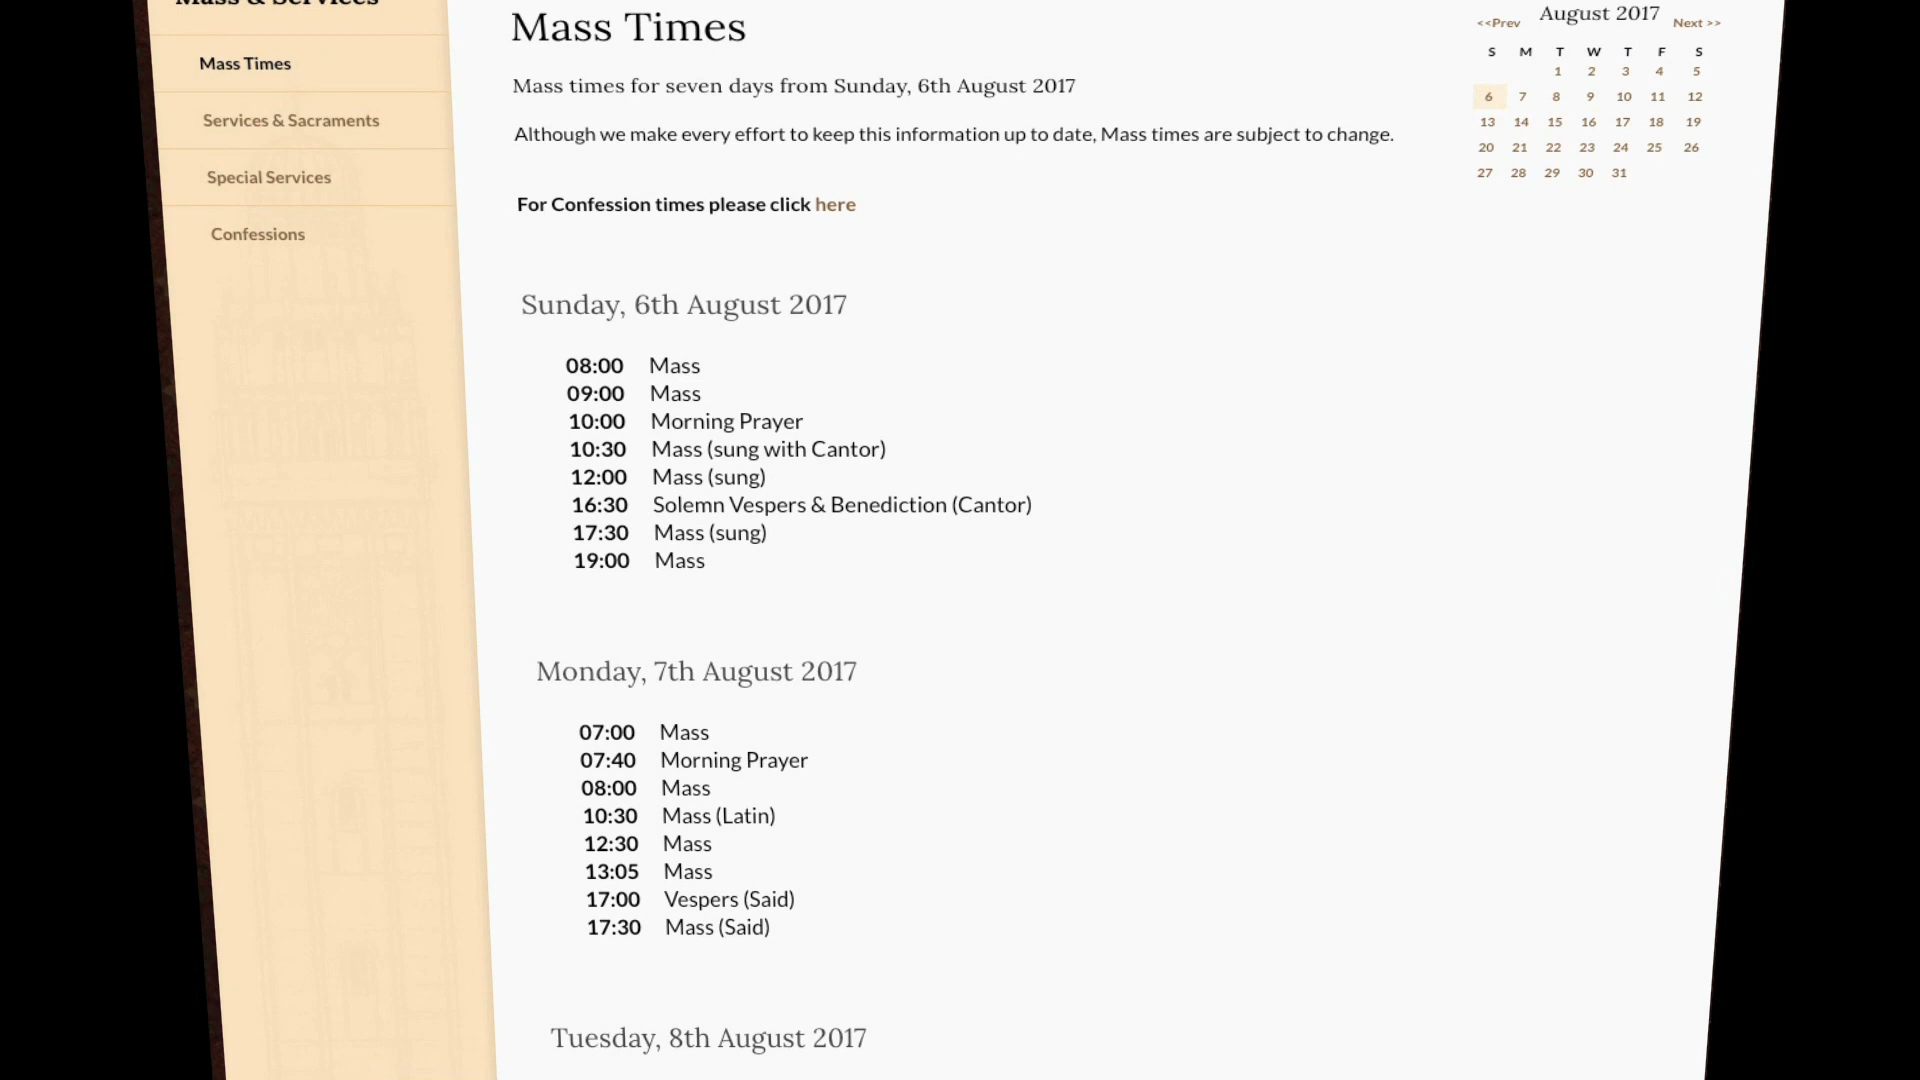 Mass & Services
Mass Times
Services & Sacraments
Special Services
Confessions
Mass Times
Mass times for seven days from Sunday, 6th August 2017
Although we make every effort to keep this information up to date, Mass times are subject to change.
For Confession times please click here
Sunday, 6th August 2017
08:00 Mass
09:00 Mass
10:00 Morning Prayer
10:30 Mass (sung with Cantor)
12:00 Mass (sung)
16:30 Solemn Vespers & Benediction (Cantor)
17:30 Mass (sung)
19:00 Mass
Monday, 7th August 2017
07:00 Mass
07:40 Morning Prayer
08:00 Mass
10:30 Mass (Latin)
12:30 Mass
13:05 Mass
17:00 Vespers (Said)
17:30 Mass (Said)
Tuesday, 8th August 2017
<<Prev August 2017 Next >>
S M T W T F S
1 2 3 4 5
6 7 8 9 10 11 12
13 14 15 16 17 18 19
20 21 22 23 24 25 26
27 28 29 30 31